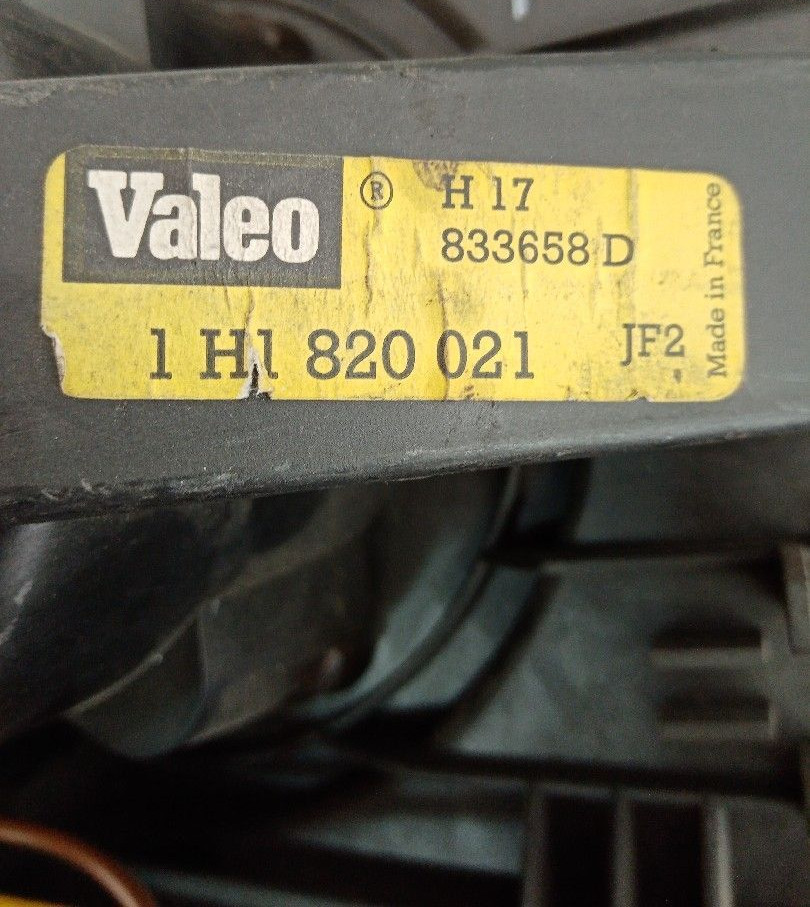 Valeo ® H 17
833658 D
1 H1 820 021 JF2
Made in France